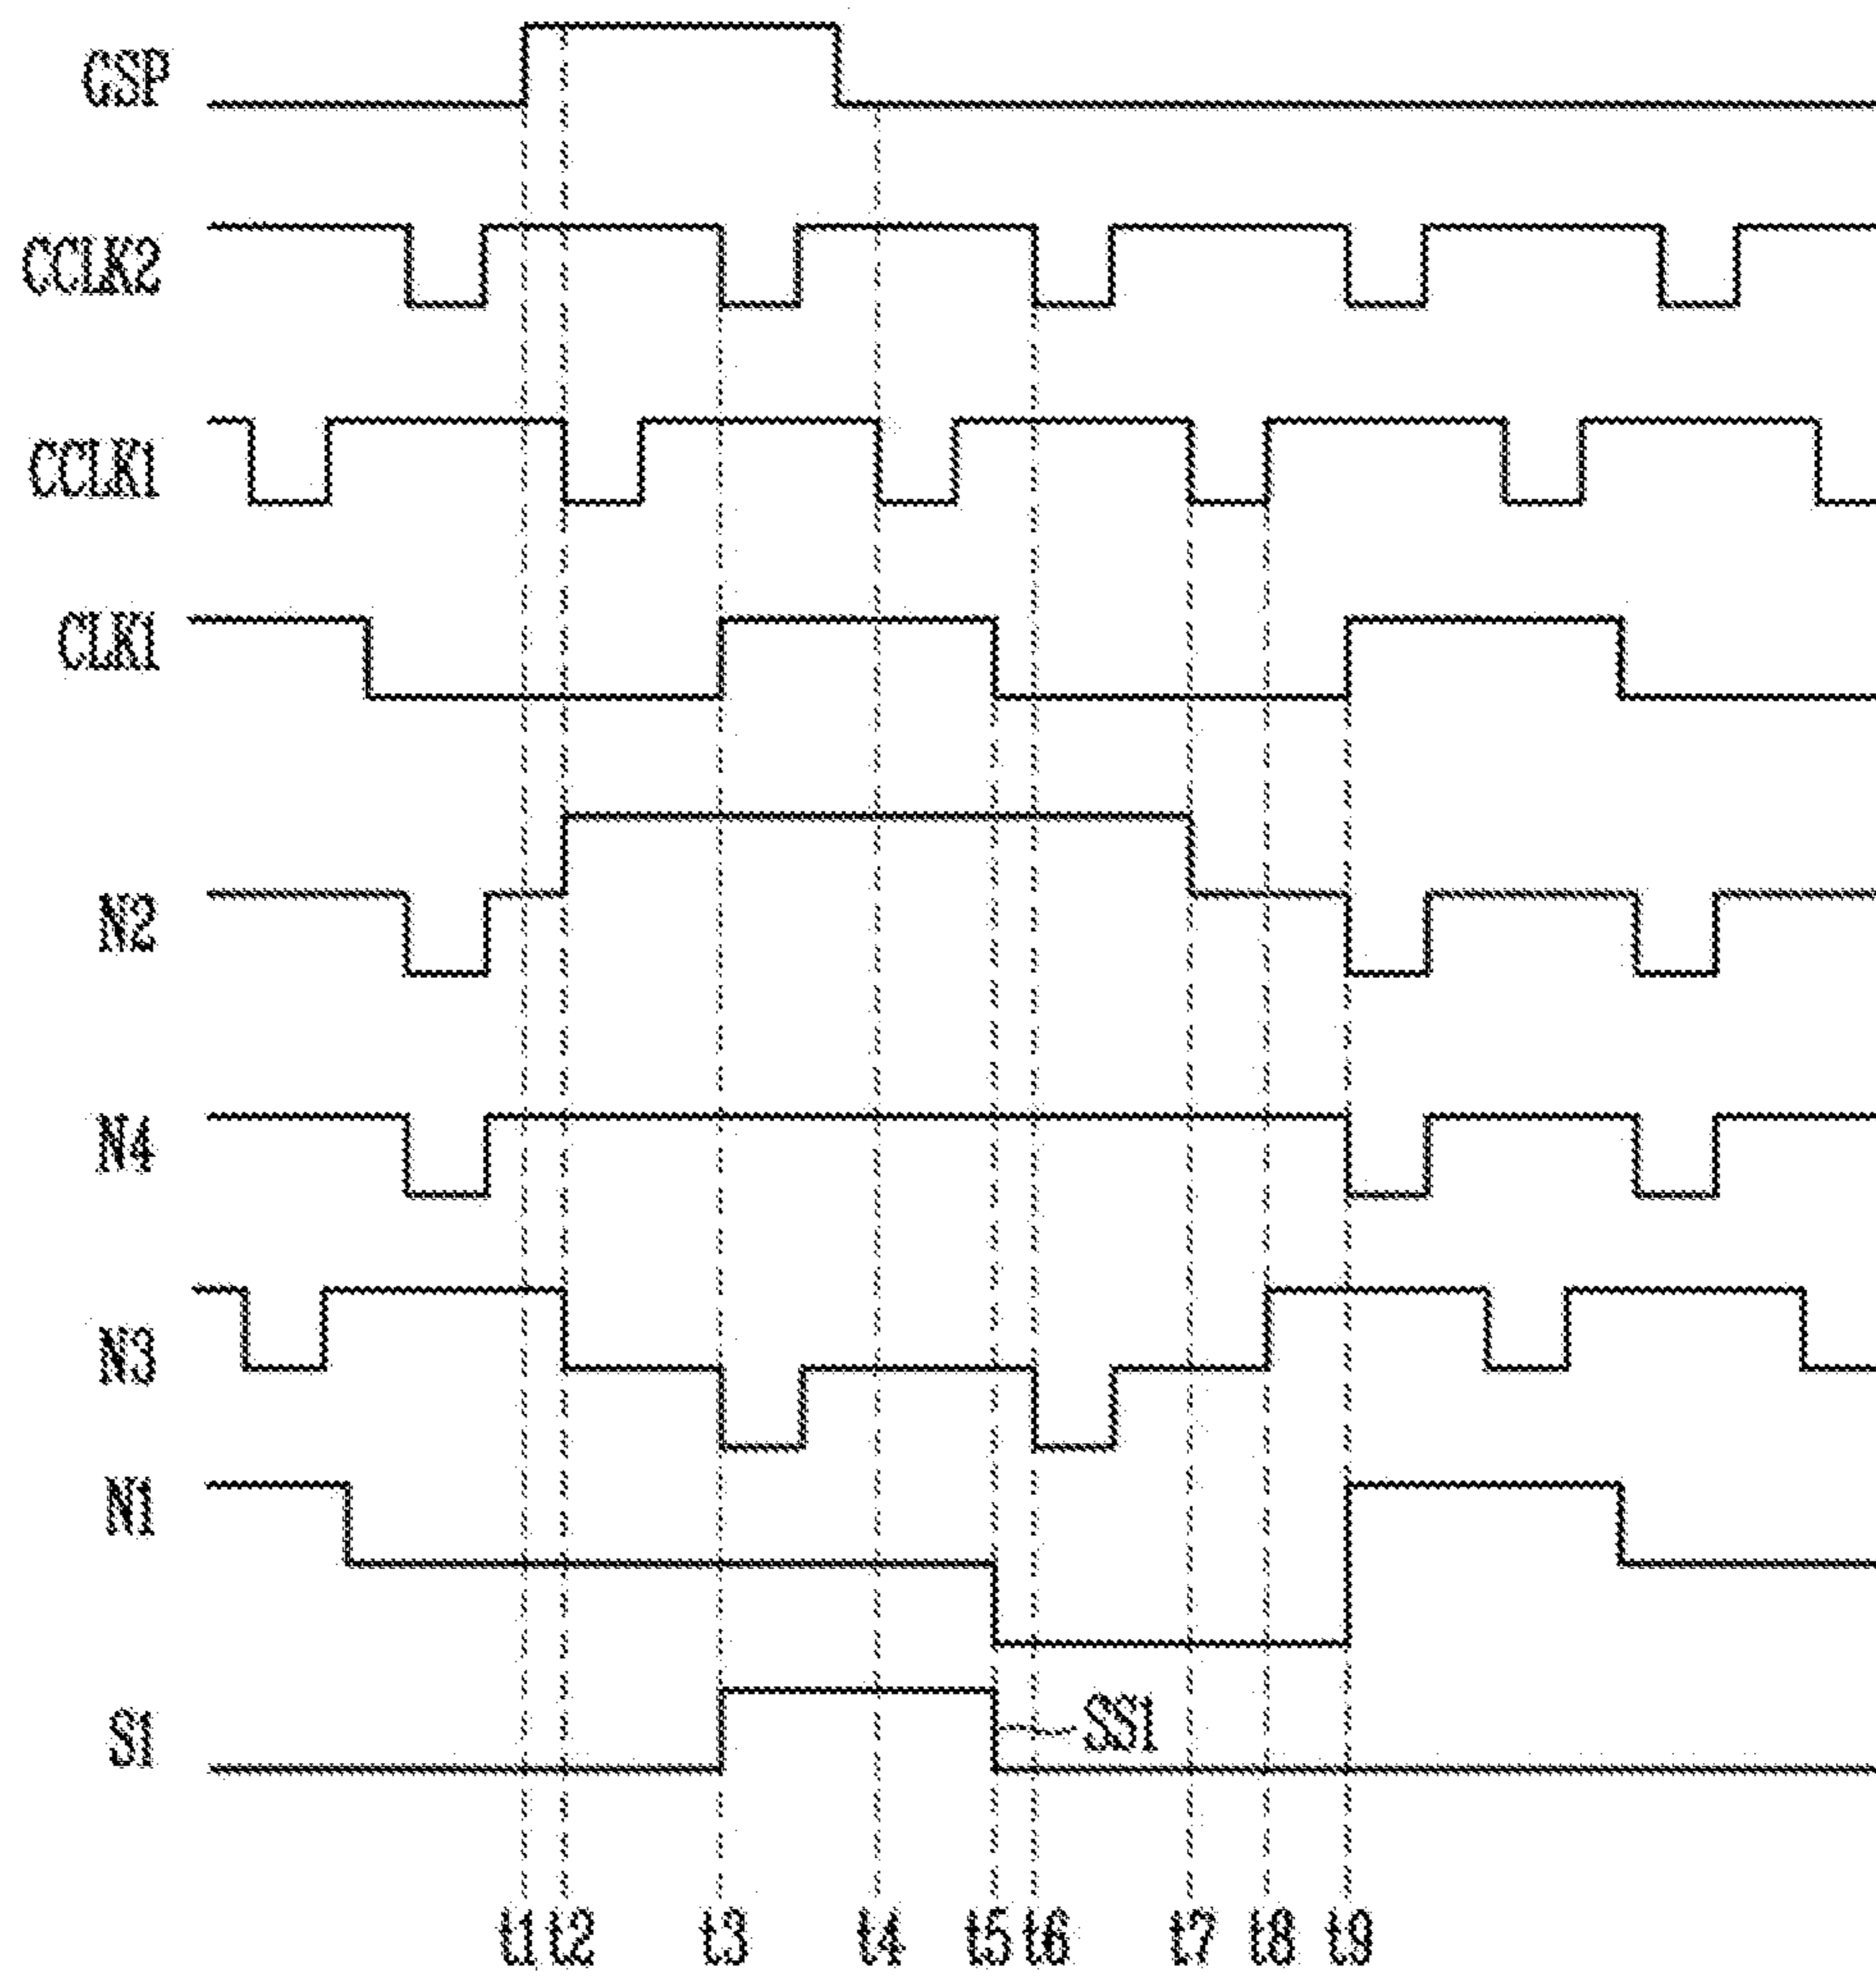 GSP
CCLK2
CCLK1
CLK1
N2
N4
N3
N1
S1
SS1
t1 t2 t3 t4 t5 t6 t7 t8 t9